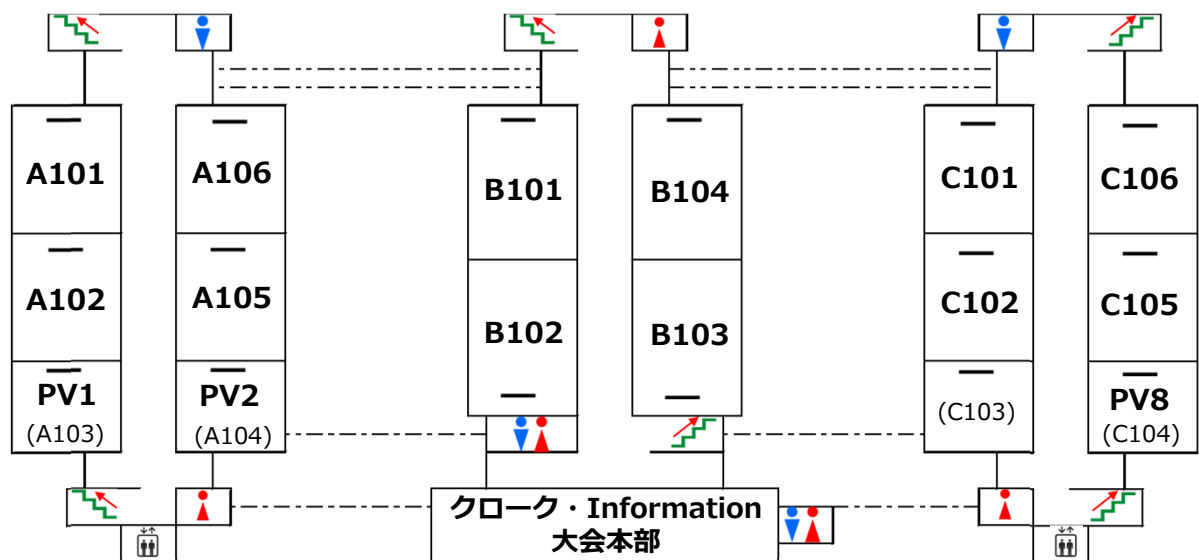 A101
A106
B101
B104
C101
C106
A102
A105
B102
B103
C102
C105
PV1
(A103)
PV2
(A104)
(C103)
PV8
(C104)
クローク・Information
大会本部